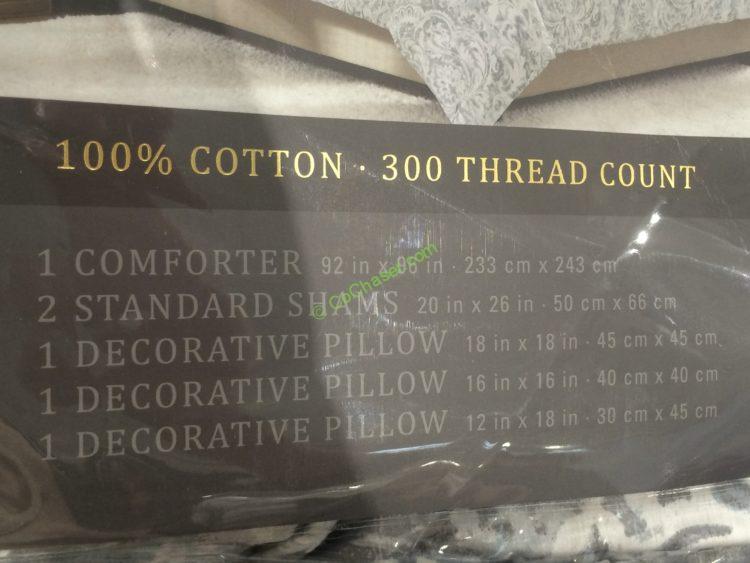 100% COTTON · 300 THREAD COUNT
1 COMFORTER 92 in x 96 in · 233 cm x 243 cm
2 STANDARD SHAMS 20 in x 26 in · 50 cm x 66 cm
1 DECORATIVE PILLOW 18 in x 18 in · 45 cm x 45 cm
1 DECORATIVE PILLOW 16 in x 16 in · 40 cm x 40 cm
1 DECORATIVE PILLOW 12 in x 18 in · 30 cm x 45 cm
© CpChaser.com